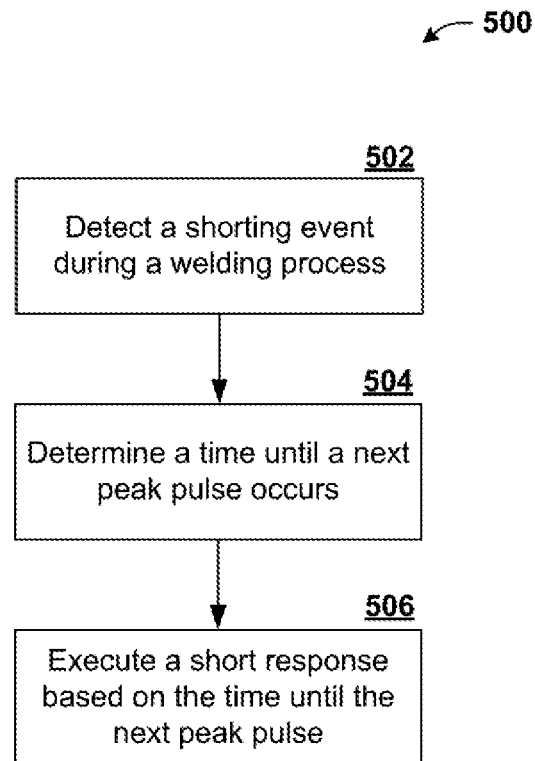 500
502
Detect a shorting event
during a welding process
504
Determine a time until a next
peak pulse occurs
506
Execute a short response
based on the time until the
next peak pulse